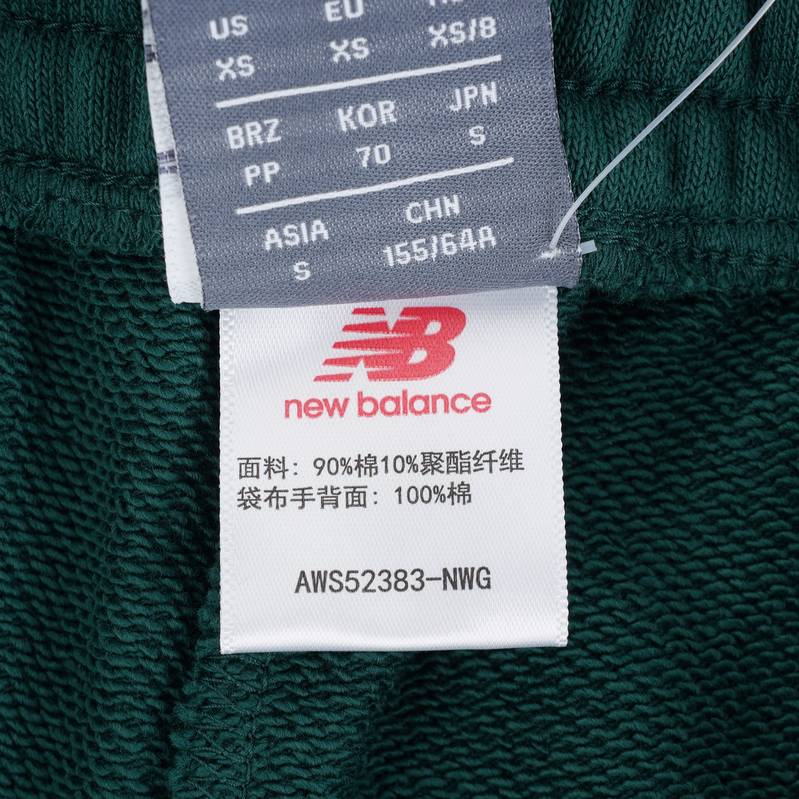 US EU
XS XS XS/8
BRZ KOR JPN
PP 70 S
ASIA CHN
S 155/64A
NB
new balance
面料：90%棉10%聚酯纤维
袋布手背面：100%棉
AWS52383-NWG